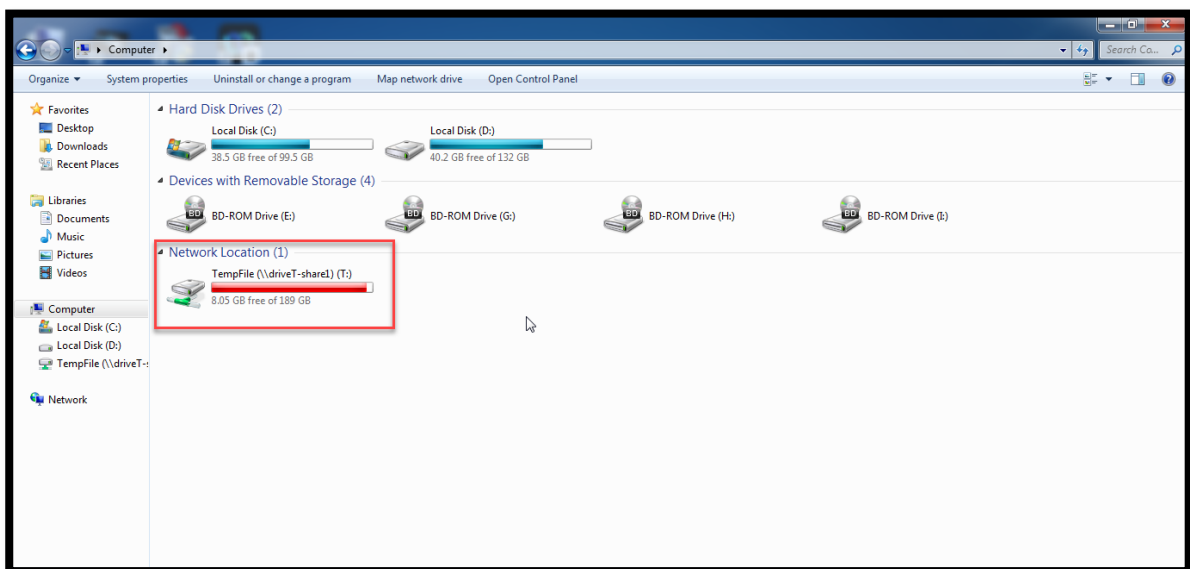 Computer
Search Co...
Organize
System properties
Uninstall or change a program
Map network drive
Open Control Panel
Favorites
Desktop
Downloads
Recent Places
Libraries
Documents
Music
Pictures
Videos
Computer
Local Disk (C:)
Local Disk (D:)
TempFile (\\driveT-s
Network
Hard Disk Drives (2)
Local Disk (C:)
38.5 GB free of 99.5 GB
Local Disk (D:)
40.2 GB free of 132 GB
Devices with Removable Storage (4)
BD
BD-ROM Drive (E:)
BD
BD-ROM Drive (G:)
BD
BD-ROM Drive (H:)
BD
BD-ROM Drive (I:)
Network Location (1)
TempFile (\\driveT-share1) (T:)
8.05 GB free of 189 GB